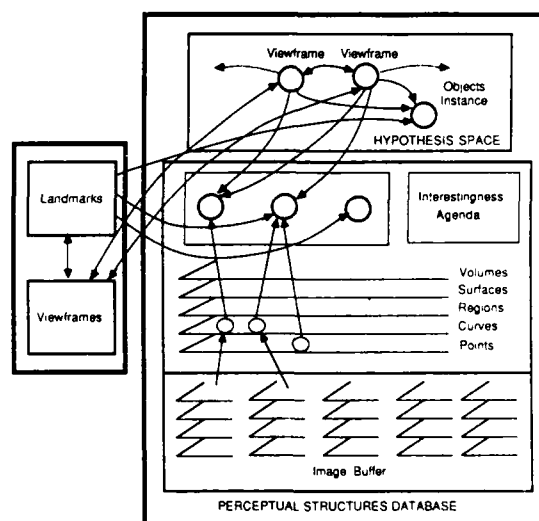 Viewframe Viewframe
Objects
Instance
HYPOTHESIS SPACE
Landmarks
Viewframes
Interestingness
Agenda
Volumes
Surfaces
Regions
Curves
Points
Image Buffer
PERCEPTUAL STRUCTURES DATABASE